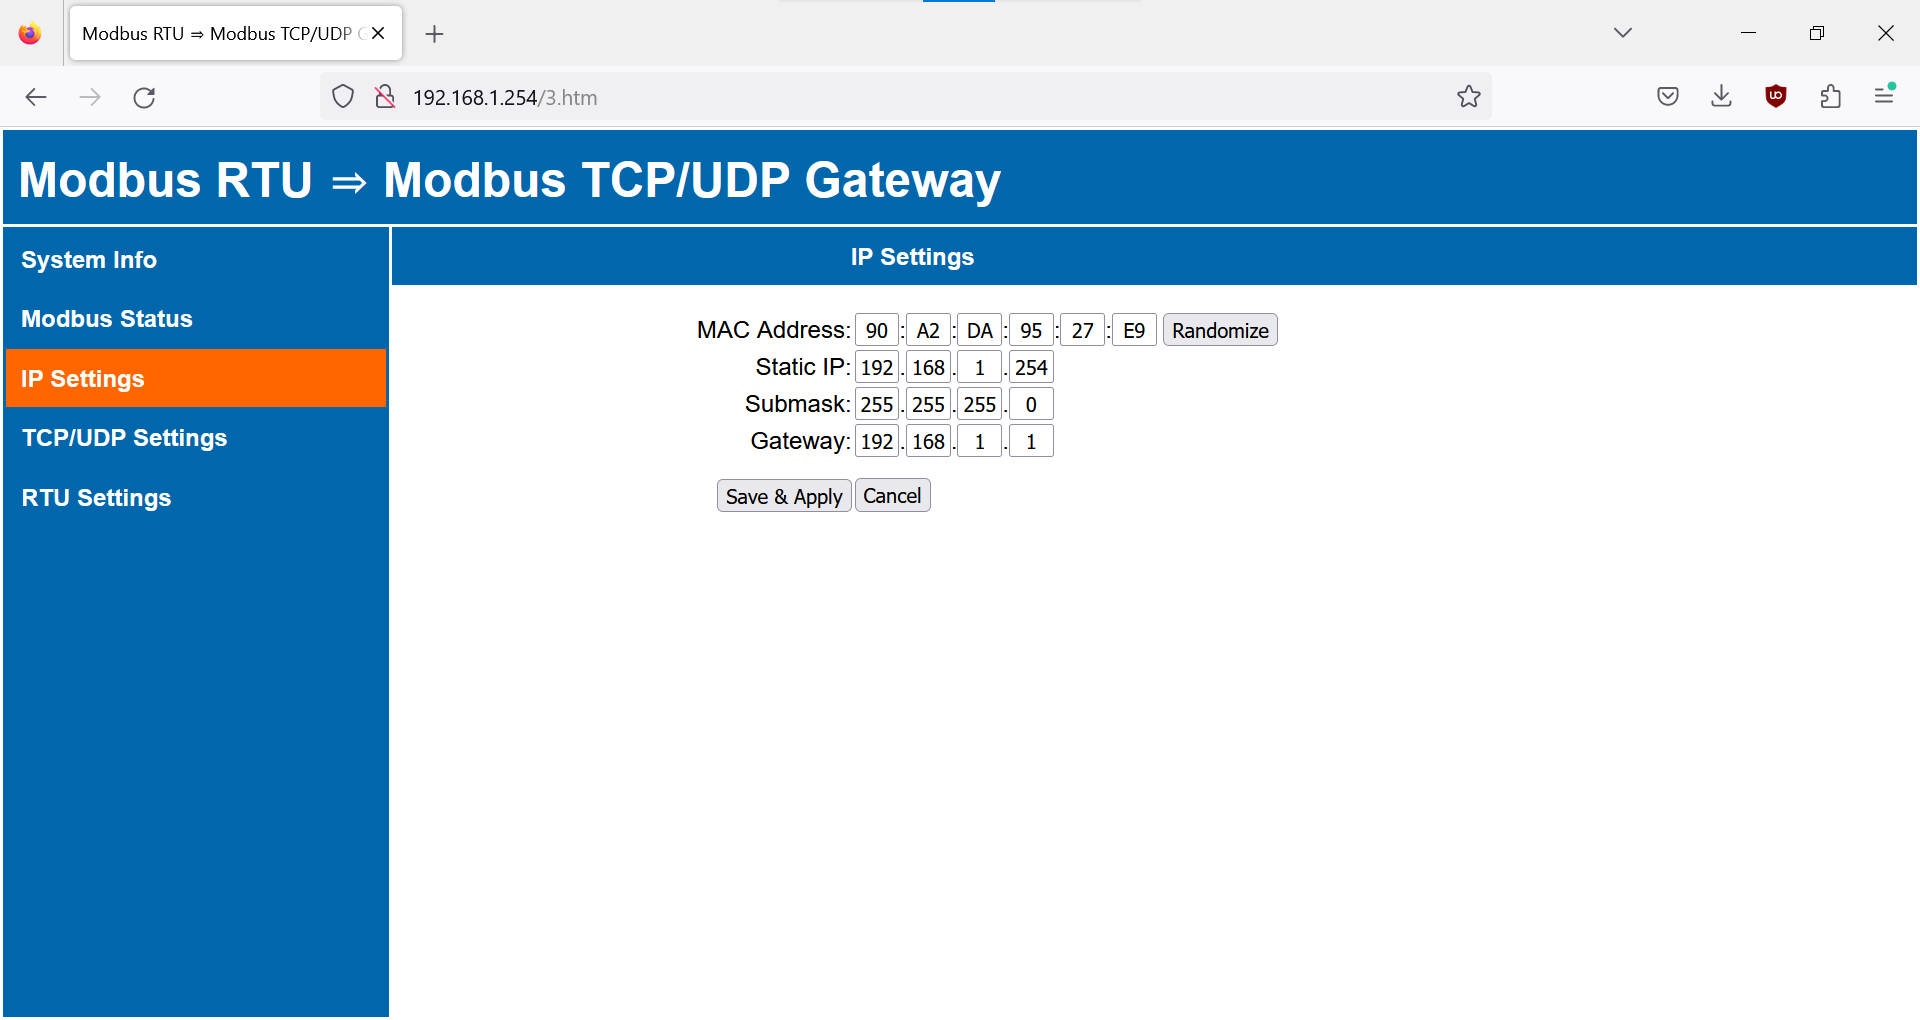 Modbus RTU ⇒ Modbus TCP/UDP G
192.168.1.254/3.htm
Modbus RTU ⇒ Modbus TCP/UDP Gateway
System Info
Modbus Status
IP Settings
TCP/UDP Settings
RTU Settings
IP Settings
MAC Address: 90 : A2 : DA : 95 : 27 : E9 Randomize
Static IP: 192 . 168 . 1 . 254
Submask: 255 . 255 . 255 . 0
Gateway: 192 . 168 . 1 . 1
Save & Apply Cancel